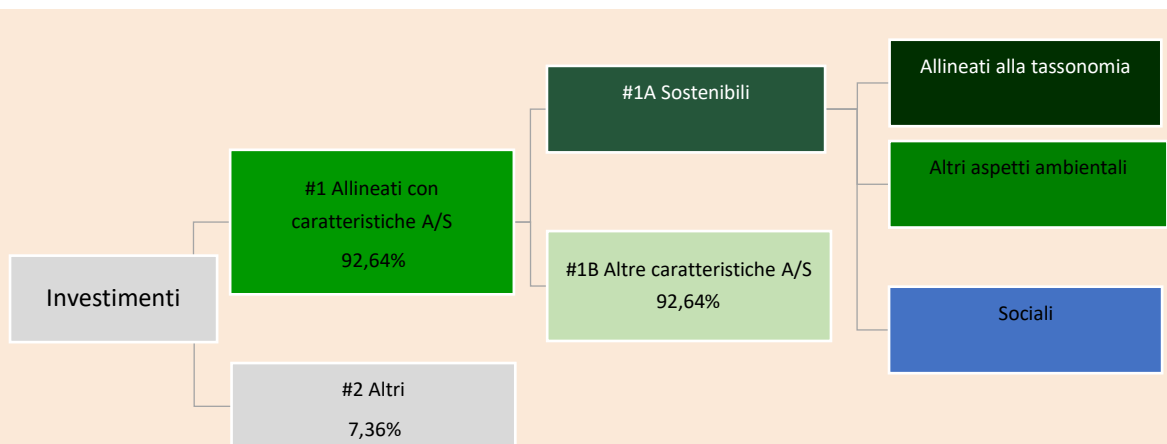 Investimenti
#1 Allineati con
caratteristiche A/S
92,64%
#2 Altri
7,36%
#1A Sostenibili
#1B Altre caratteristiche A/S
92,64%
Allineati alla tassonomia
Altri aspetti ambientali
Sociali